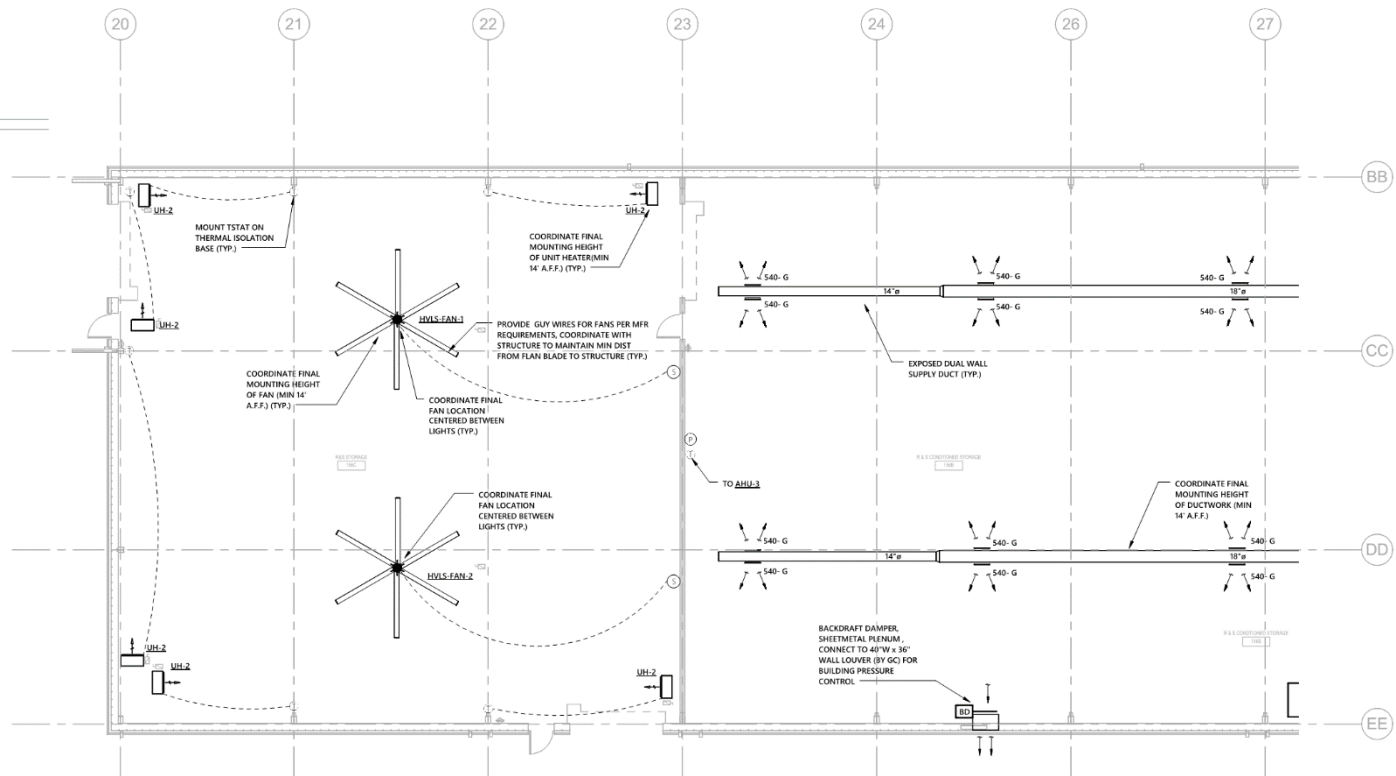 20
21
22
23
24
26
27
BB
UH-2
UH-2
MOUNT TSTAT ON
THERMAL ISOLATION
BASE (TYP.)
COORDINATE FINAL
MOUNTING HEIGHT
OF UNIT HEATER(MIN
14' A.F.F.) (TYP.)
540- G
540- G
540- G
14"ø
18"ø
540- G
540- G
540- G
UH-2
HVLS-FAN-1
PROVIDE GUY WIRES FOR FANS PER MFR
REQUIREMENTS, COORDINATE WITH
STRUCTURE TO MAINTAIN MIN DIST
FROM FLAN BLADE TO STRUCTURE (TYP.)
CC
EXPOSED DUAL WALL
SUPPLY DUCT (TYP.)
COORDINATE FINAL
MOUNTING HEIGHT
OF FAN (MIN 14'
A.F.F.) (TYP.)
S
COORDINATE FINAL
FAN LOCATION
CENTERED BETWEEN
LIGHTS (TYP.)
P
T
TO AHU-3
R&S STORAGE
166C
R & S CONDITIONED STORAGE
COORDINATE FINAL
FAN LOCATION
CENTERED BETWEEN
LIGHTS (TYP.)
COORDINATE FINAL
MOUNTING HEIGHT
OF DUCTWORK (MIN
14' A.F.F.)
540- G
540- G
540- G
DD
14"ø
18"ø
540- G
540- G
540- G
HVLS-FAN-2
S
BACKDRAFT DAMPER,
SHEETMETAL PLENUM ,
CONNECT TO 40"W x 36"
WALL LOUVER (BY GC) FOR
BUILDING PRESSURE
CONTROL
R & S CONDITIONED STORAGE
UH-2
UH-2
UH-2
BD
EE